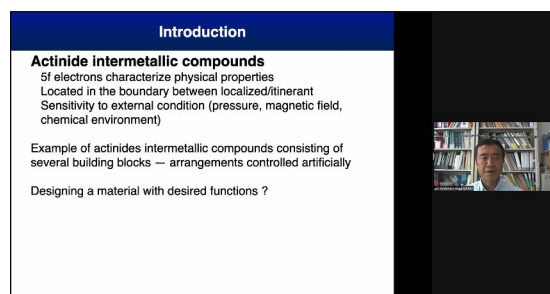 Introduction
Actinide intermetallic compounds
5f electrons characterize physical properties
Located in the boundary between localized/itinerant
Sensitivity to external condition (pressure, magnetic field,
chemical environment)
Example of actinides intermetallic compounds consisting of
several building blocks — arrangements controlled artificially
Designing a material with desired functions ?